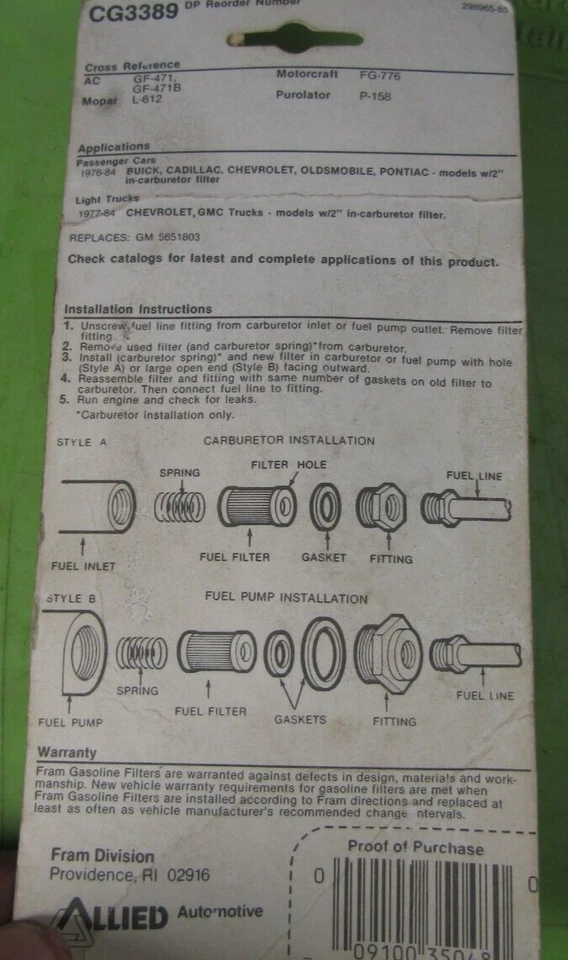 CG3389 DP Reorder Number
298965-85
Cross Reference
AC GF-471, Motorcraft FG-776
GF-471B
Mopar L-612 Purolator P-158
Applications
Passenger Cars
1976-84 BUICK, CADILLAC, CHEVROLET, OLDSMOBILE, PONTIAC - models w/2"
in-carburetor filter
Light Trucks
1977-84 CHEVROLET, GMC Trucks - models w/2" in-carburetor filter.
REPLACES: GM 5651803
Check catalogs for latest and complete applications of this product.
Installation Instructions
1. Unscrew fuel line fitting from carburetor inlet or fuel pump outlet. Remove filter
fitting.
2. Remove used filter (and carburetor spring)* from carburetor.
3. Install (carburetor spring)* and new filter in carburetor or fuel pump with hole
(Style A) or large open end (Style B) facing outward.
4. Reassemble filter and fitting with same number of gaskets on old filter to
carburetor. Then connect fuel line to fitting.
5. Run engine and check for leaks.
*Carburetor installation only.
STYLE A CARBURETOR INSTALLATION
SPRING FILTER HOLE FUEL LINE
FUEL INLET FUEL FILTER GASKET FITTING
STYLE B FUEL PUMP INSTALLATION
SPRING FUEL LINE
FUEL PUMP FUEL FILTER GASKETS FITTING
Warranty
Fram Gasoline Filters are warranted against defects in design, materials and work-
manship. New vehicle warranty requirements for gasoline filters are met when
Fram Gasoline Filters are installed according to Fram directions and replaced at
least as often as vehicle manufacturer's recommended change intervals.
Fram Division
Providence, RI 02916
ALLIED Automotive
Proof of Purchase
0 0
09100 35048